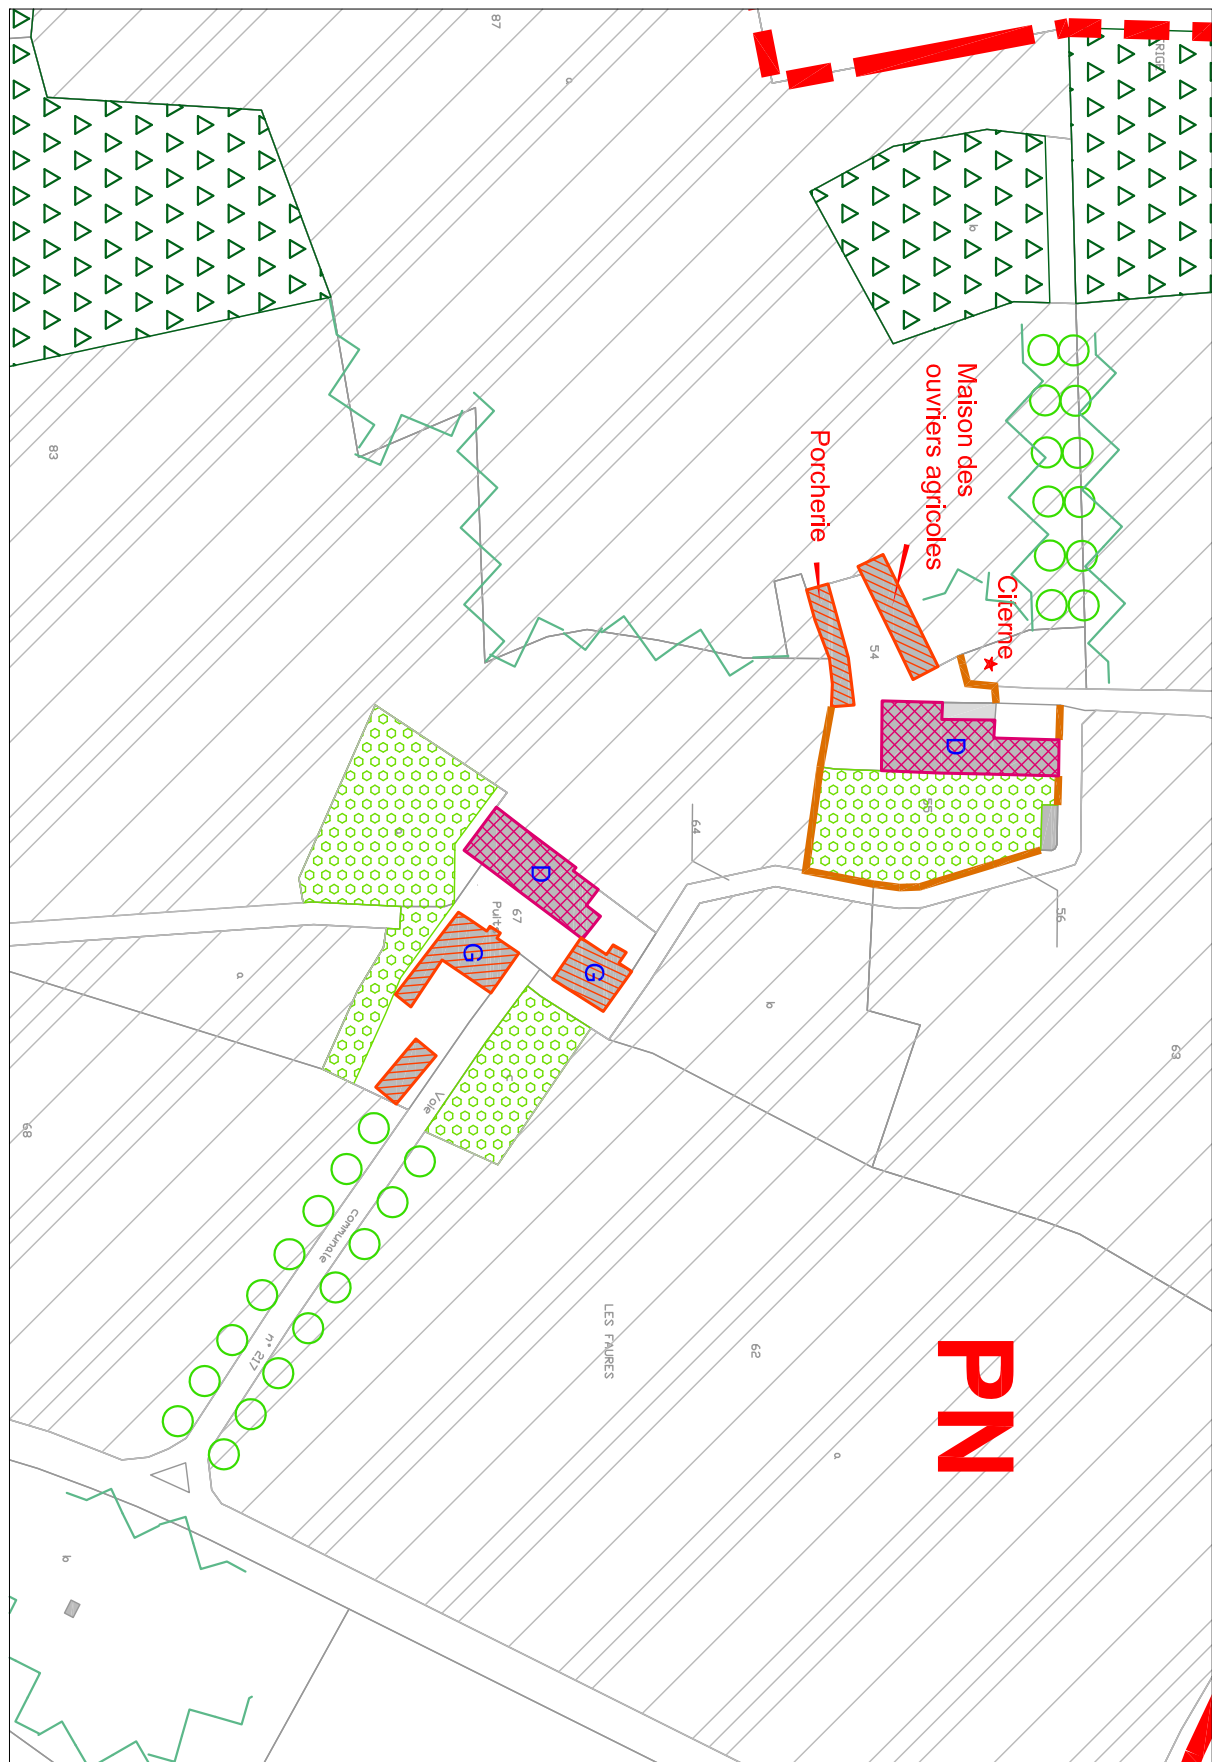 87
a
RIGE
b
83
Maison des
ouvriers agricoles
Porcherie
Citerne
54
D
55
64
56
a
D
67
Puits
G
G
a
b
63
c
68
Voie
communale
n° 217
LES FAURES
62
PN
a
b